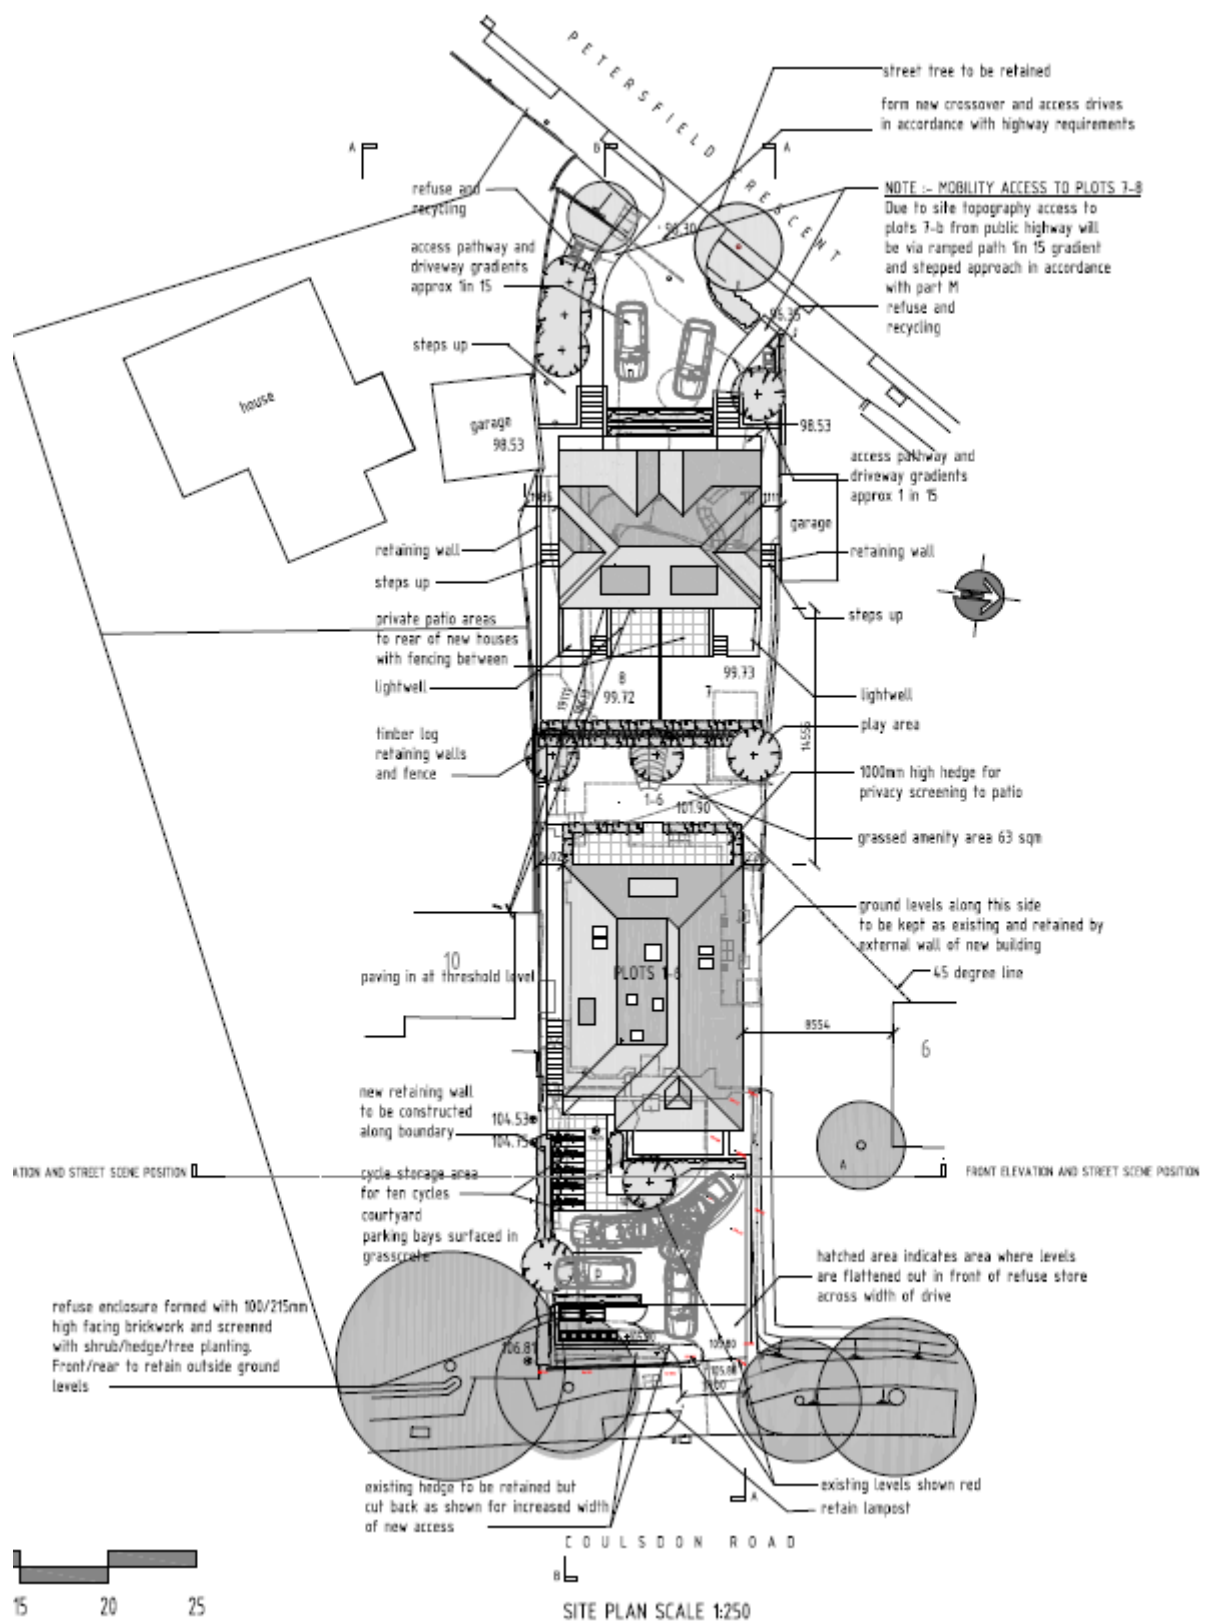 PETERSFIELD CRESCENT
street tree to be retained
form new crossover and access drives
in accordance with highway requirements
A
B
A
NOTE :- MOBILITY ACCESS TO PLOTS 7-8
Due to site topography access to
plots 7-b from public highway will
be via ramped path 1in 15 gradient
and stepped approach in accordance
with part M
refuse and
recycling
refuse and
recycling
access pathway and
driveway gradients
approx 1in 15
steps up
house
garage
98.53
98.53
access pathway and
driveway gradients
approx 1 in 15
garage
retaining wall
retaining wall
steps up
steps up
private patio areas
to rear of new houses
with fencing between
lightwell
lightwell
8
99.72
99.73
7
14555
play area
timber log
retaining walls
and fence
1000mm high hedge for
privacy screening to patio
1-6
101.90
grassed amenity area 63 sqm
ground levels along this side
to be kept as existing and retained by
external wall of new building
45 degree line
10
paving in at threshold level
PLOTS 1-6
8554
6
new retaining wall
to be constructed
along boundary
104.53
104.75
ATION AND STREET SCENE POSITION
FRONT ELEVATION AND STREET SCENE POSITION
A
cycle storage area
for ten cycles
courtyard
parking bays surfaced in
grasscrete
hatched area indicates area where levels
are flattened out in front of refuse store
across width of drive
refuse enclosure formed with 100/215mm
high facing brickwork and screened
with shrub/hedge/tree planting.
Front/rear to retain outside ground
levels
106.81
existing hedge to be retained but
cut back as shown for increased width
of new access
existing levels shown red
retain lampost
A
COULSDON ROAD
B
15 20 25
SITE PLAN SCALE 1:250